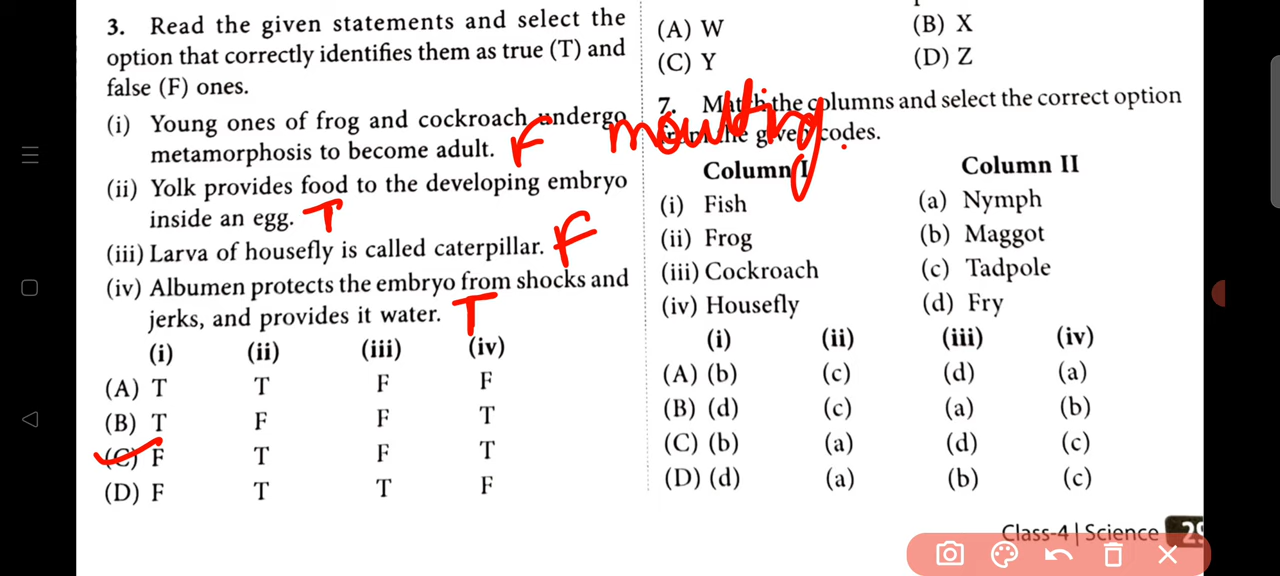 3. Read the given statements and select the
option that correctly identifies them as true (T) and
false (F) ones.
(i) Young ones of frog and cockroach undergo
metamorphosis to become adult. F moulting
(ii) Yolk provides food to the developing embryo
inside an egg. T
(iii) Larva of housefly is called caterpillar. F
(iv) Albumen protects the embryo from shocks and
jerks, and provides it water. T
(i) (ii) (iii) (iv)
(A) T T F F
(B) T F F T
(C) F T F T
(D) F T T F
(A) W (B) X
(C) Y (D) Z
7. Match the columns and select the correct option
from the given codes.
Column I Column II
(i) Fish (a) Nymph
(ii) Frog (b) Maggot
(iii) Cockroach (c) Tadpole
(iv) Housefly (d) Fry
(i) (ii) (iii) (iv)
(A) (b) (c) (d) (a)
(B) (d) (c) (a) (b)
(C) (b) (a) (d) (c)
(D) (d) (a) (b) (c)
Class-4 | Science